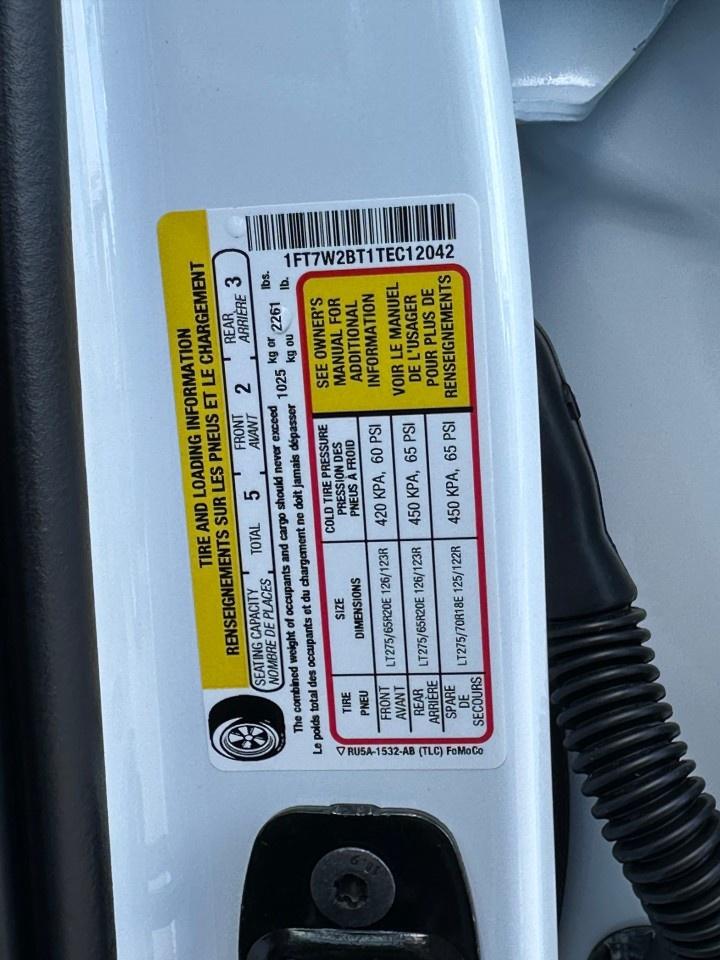 TIRE AND LOADING INFORMATION
RENSEIGNEMENTS SUR LES PNEUS ET LE CHARGEMENT
SEATING CAPACITY TOTAL 5 FRONT 2 REAR 3
NOMBRE DE PLACES AVANT ARRIÈRE
The combined weight of occupants and cargo should never exceed 1025 kg or 2261 lbs.
Le poids total des occupants et du chargement ne doit jamais dépasser kg ou lb.
1FT7W2BT1TEC12042
TIRE SIZE COLD TIRE PRESSURE
PNEU DIMENSIONS PRESSION DES
PNEUS À FROID
FRONT LT275/65R20E 126/123R 420 KPA, 60 PSI
AVANT
REAR LT275/65R20E 126/123R 450 KPA, 65 PSI
ARRIÈRE
SPARE LT275/70R18E 125/122R 450 KPA, 65 PSI
DE
SECOURS
SEE OWNER'S
MANUAL FOR
ADDITIONAL
INFORMATION
VOIR LE MANUEL
DE L'USAGER
POUR PLUS DE
RENSEIGNEMENTS
RU5A-1532-AB (TLC) FoMoCo